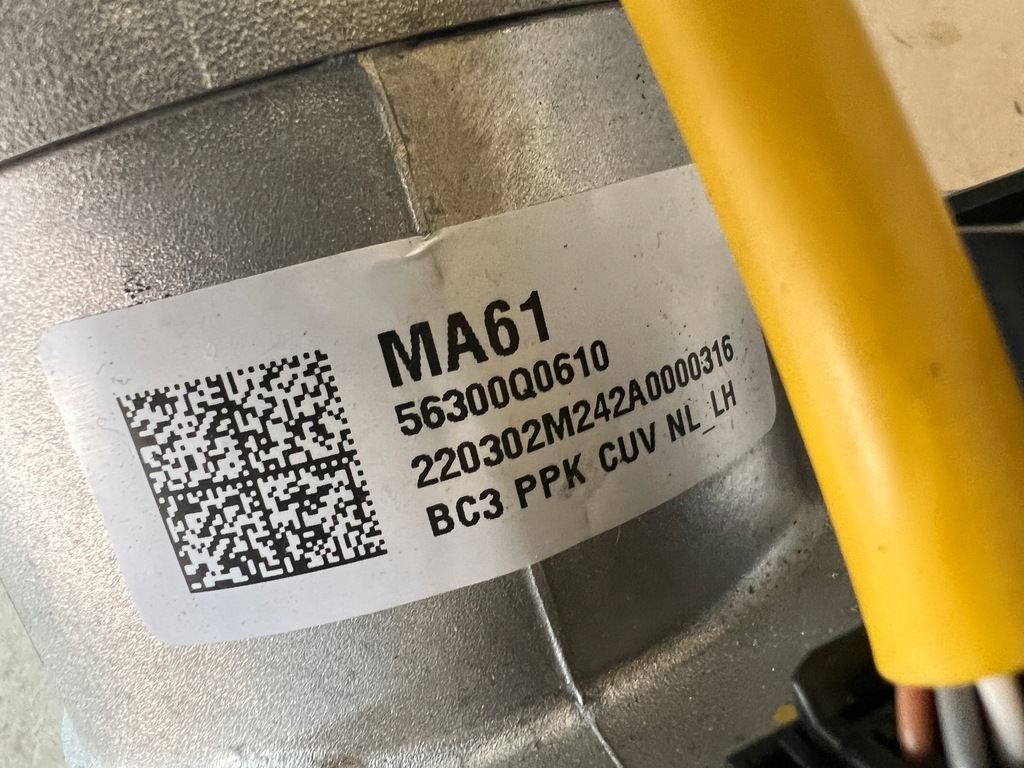 MA61
56300Q0610
220302M242A0000316
BC3 PPK CUV NL_LH